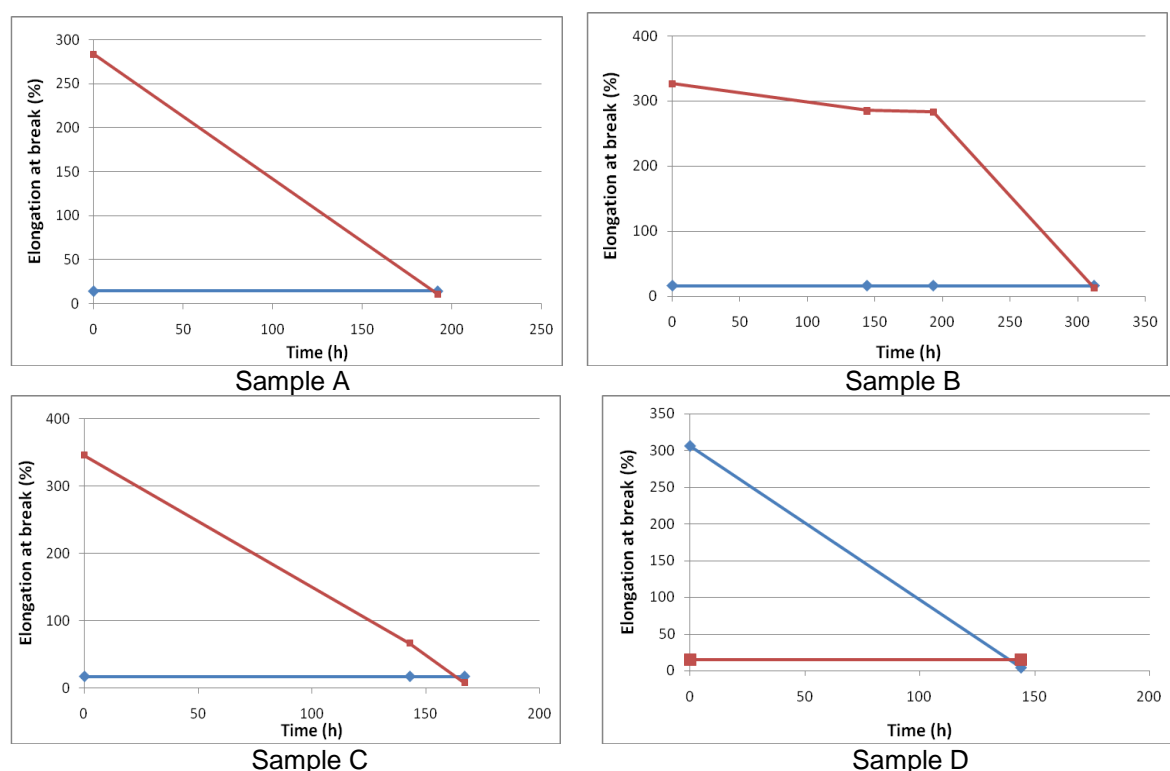 Elongation at break (%)
300
250
200
150
100
50
0
0 50 100 150 200 250
Time (h)
Sample A
Elongation at break (%)
400
300
200
100
0
0 50 100 150 200 250 300 350
Time (h)
Sample B
Elongation at break (%)
400
300
200
100
0
0 50 100 150 200
Time (h)
Sample C
Elongation at break (%)
350
300
250
200
150
100
50
0
0 50 100 150 200
Time (h)
Sample D